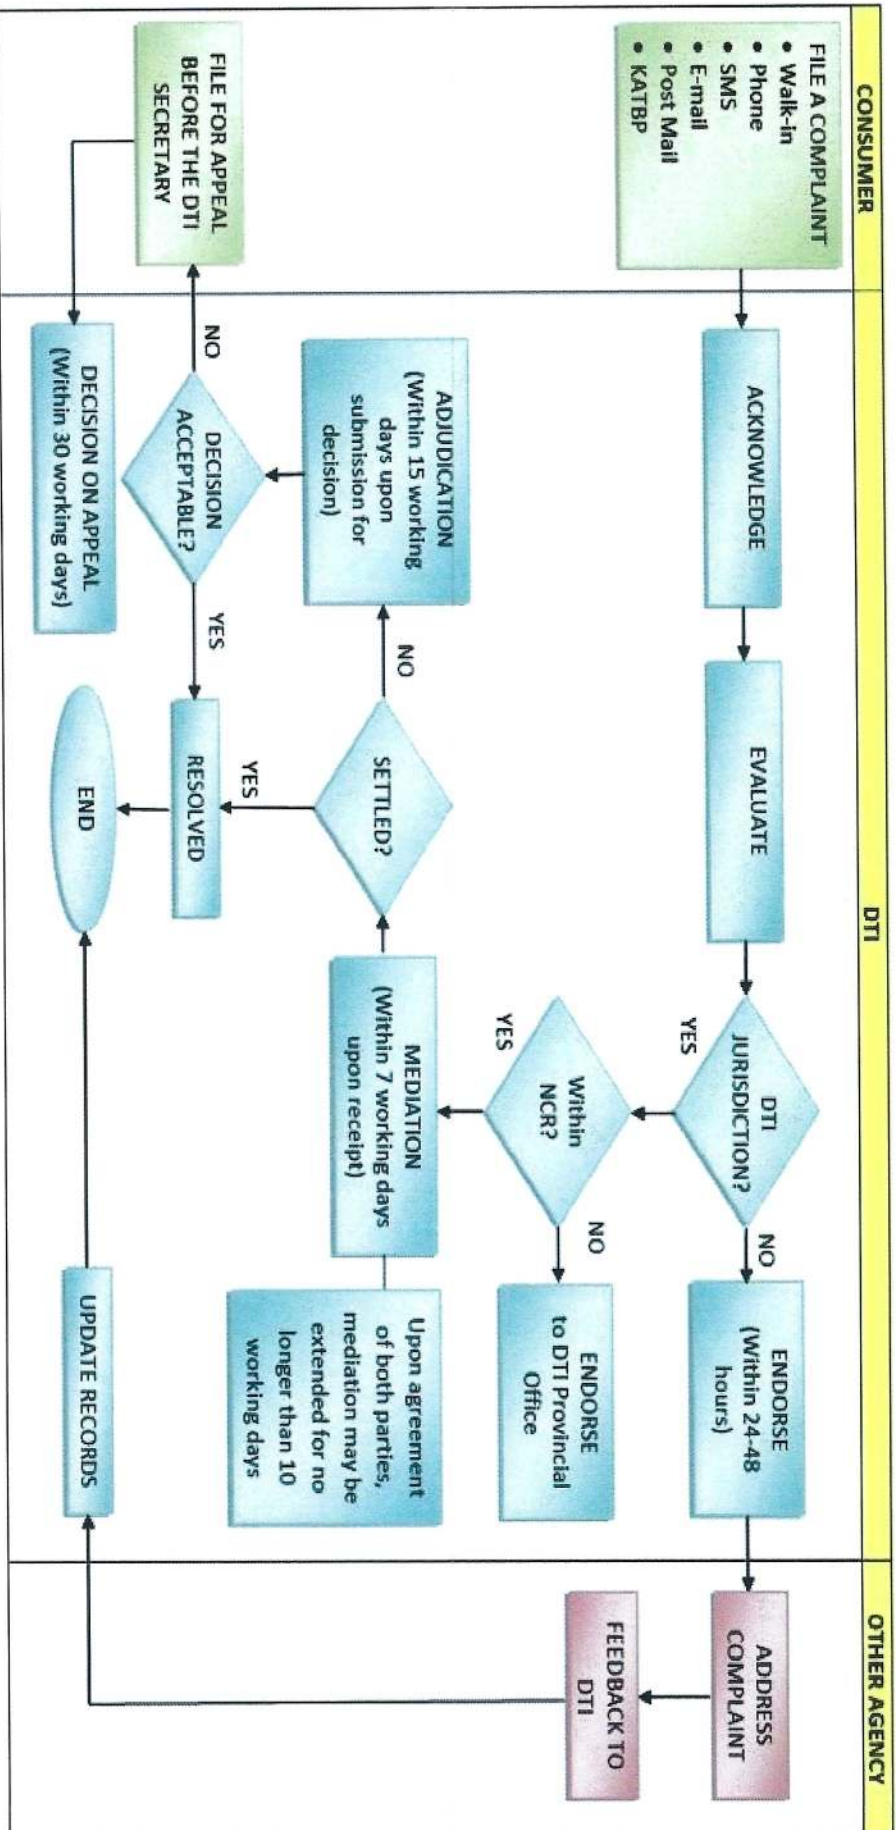 CONSUMER
DTI
OTHER AGENCY
FILE A COMPLAINT
• Walk-in
• Phone
• SMS
• E-mail
• Post Mail
• KATBP
ACKNOWLEDGE
EVALUATE
DTI
JURISDICTION?
NO
YES
ENDORSE
(Within 24-48
hours)
ADDRESS
COMPLAINT
Within
NCR?
NO
YES
ENDORSE
to DTI Provincial
Office
FEEDBACK TO
DTI
ADJUDICATION
(Within 15 working
days upon
submission for
decision)
NO
SETTLED?
YES
MEDIATION
(Within 7 working days
upon receipt)
Upon agreement
of both parties,
mediation may be
extended for no
longer than 10
working days
FILE FOR APPEAL
BEFORE THE DTI
SECRETARY
NO
DECISION
ACCEPTABLE?
YES
RESOLVED
DECISION ON APPEAL
(Within 30 working days)
END
UPDATE RECORDS